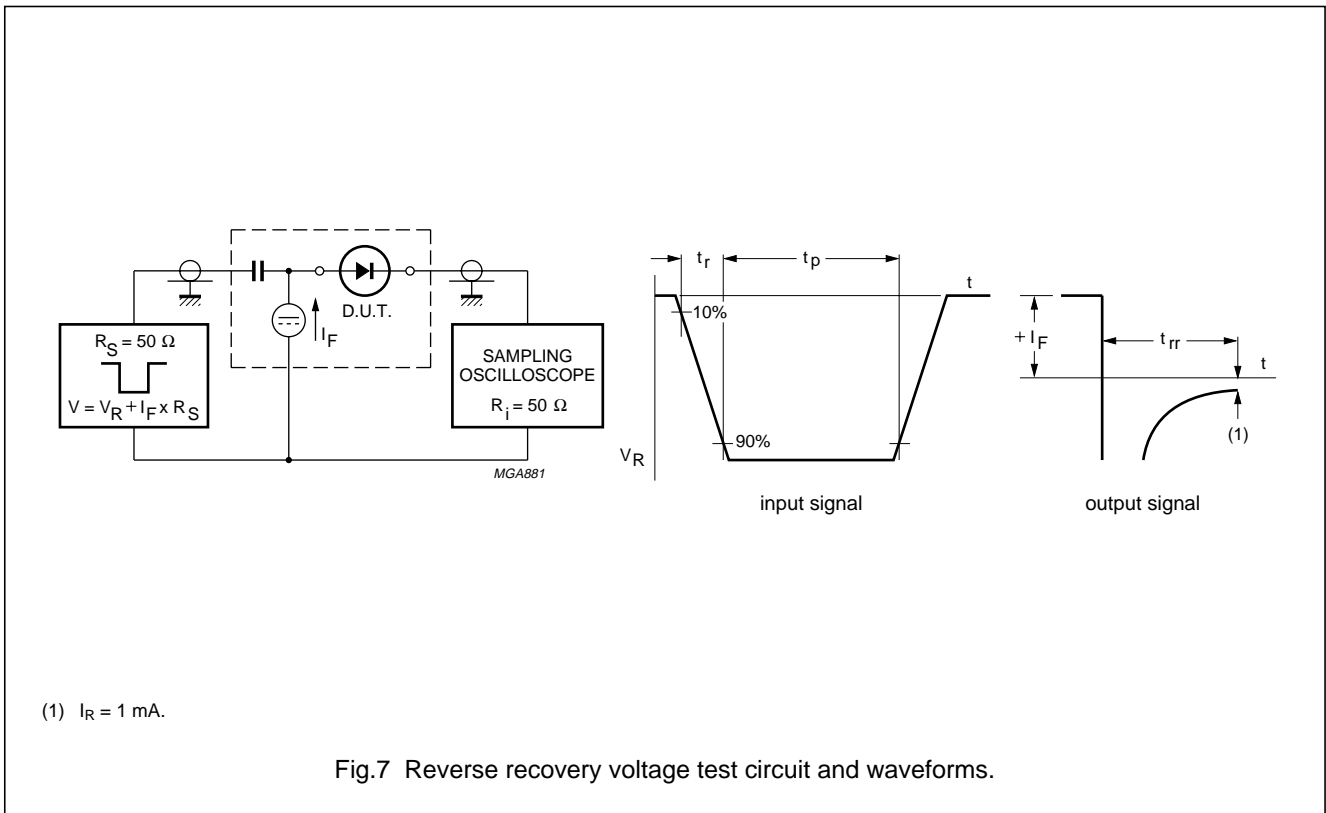 R_S = 50 Ω
V = V_R + I_F x R_S
I_F
D.U.T.
SAMPLING
OSCILLOSCOPE
R_i = 50 Ω
MGA881
t_r
t_p
t
10%
90%
V_R
input signal
+ I_F
t_rr
t
(1)
output signal
(1) I_R = 1 mA.
Fig.7 Reverse recovery voltage test circuit and waveforms.